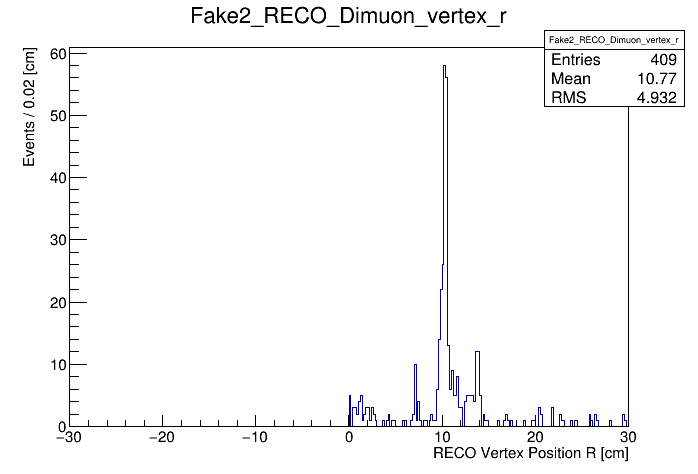 Fake2_RECO_Dimuon_vertex_r
Fake2_RECO_Dimuon_vertex_r
Entries 409
Mean 10.77
RMS 4.932
Events / 0.02 [cm]
60
50
40
30
20
10
0
−30 −20 −10 0 10 20 30
RECO Vertex Position R [cm]